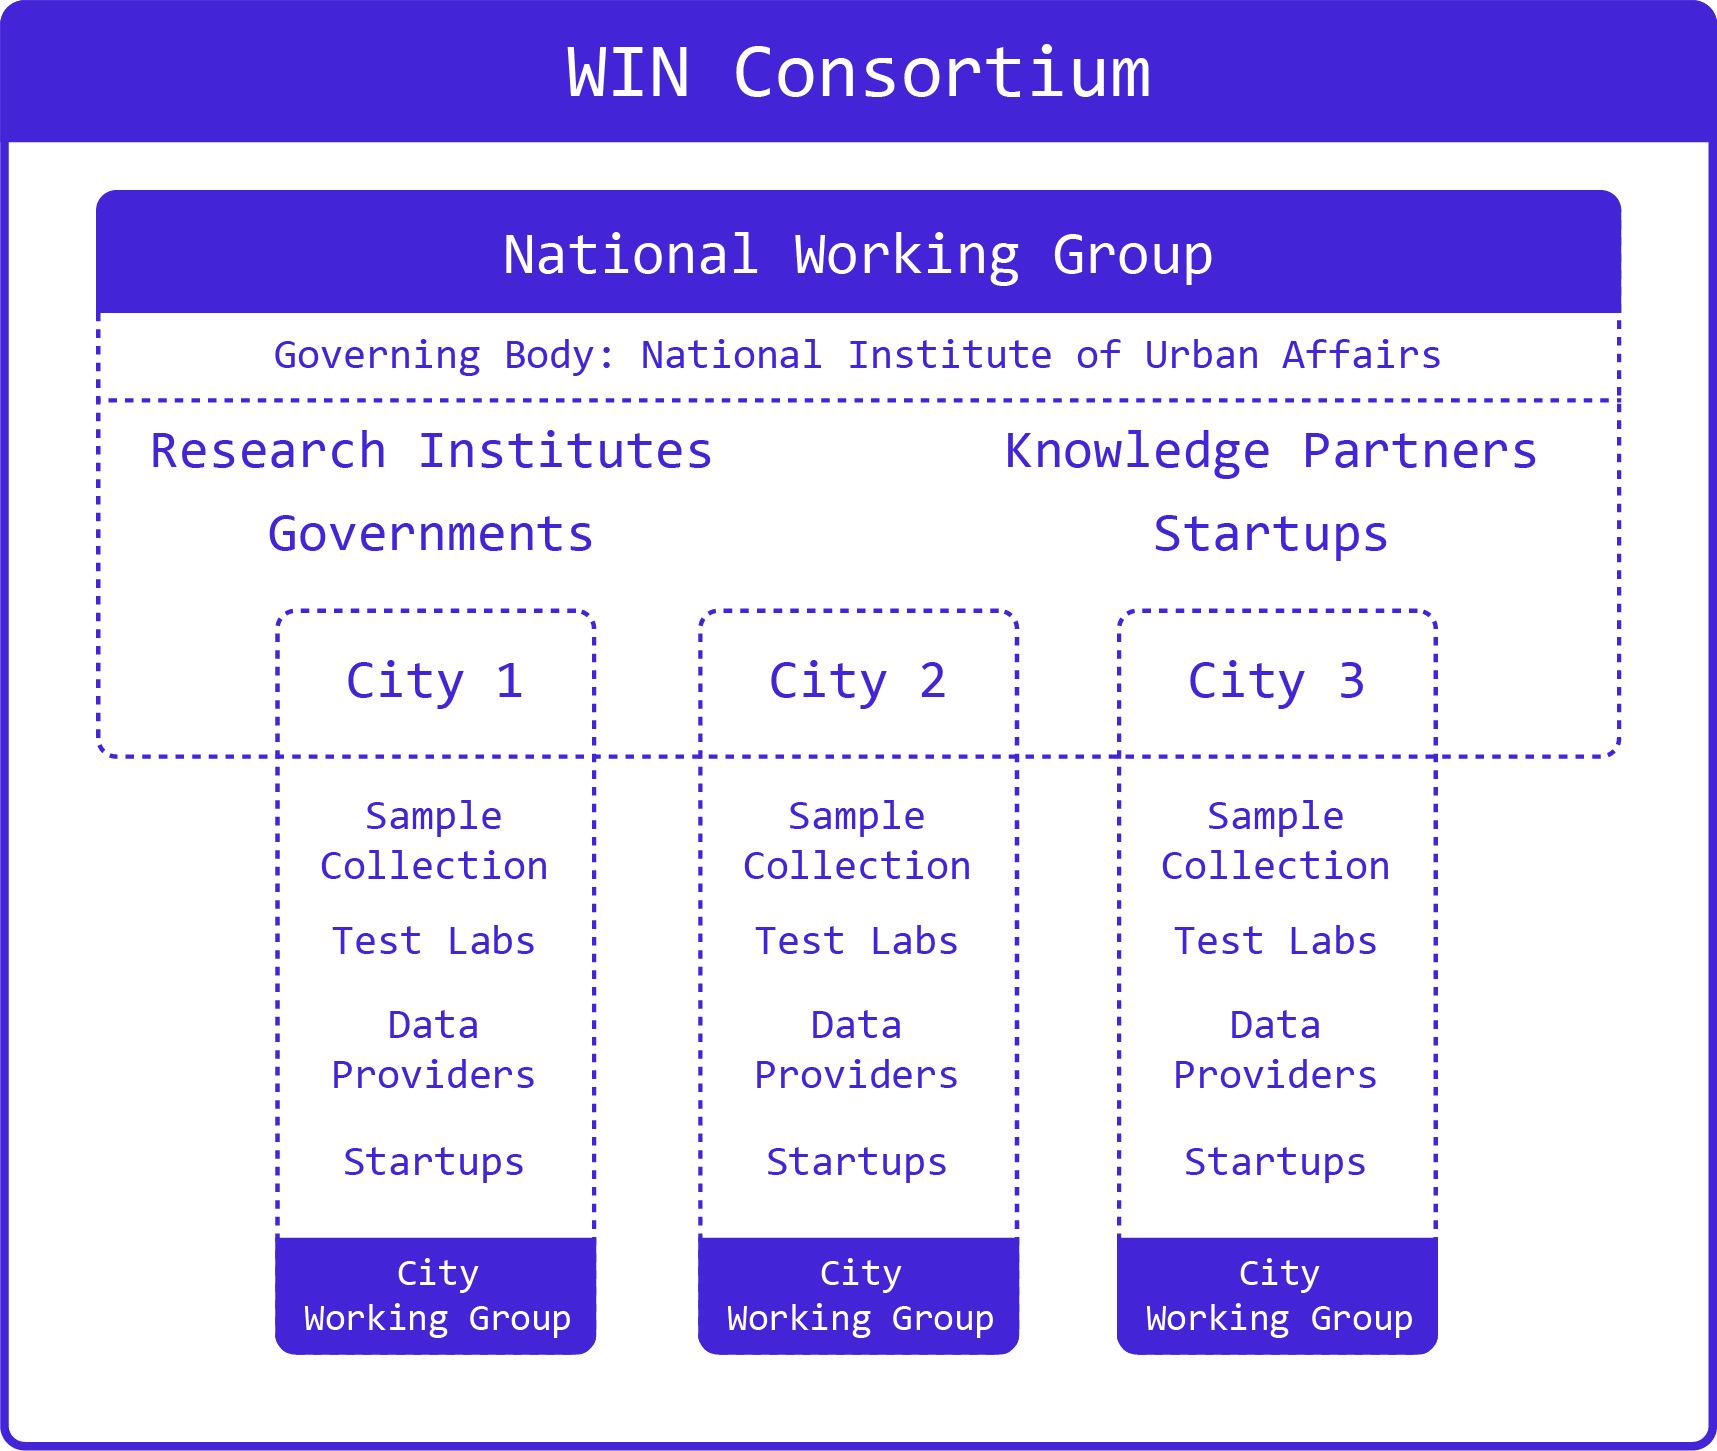 WIN Consortium
National Working Group
Governing Body: National Institute of Urban Affairs
Research Institutes
Knowledge Partners
Governments
Startups
City 1
Sample
Collection
Test Labs
Data
Providers
Startups
City
Working Group
City 2
Sample
Collection
Test Labs
Data
Providers
Startups
City
Working Group
City 3
Sample
Collection
Test Labs
Data
Providers
Startups
City
Working Group